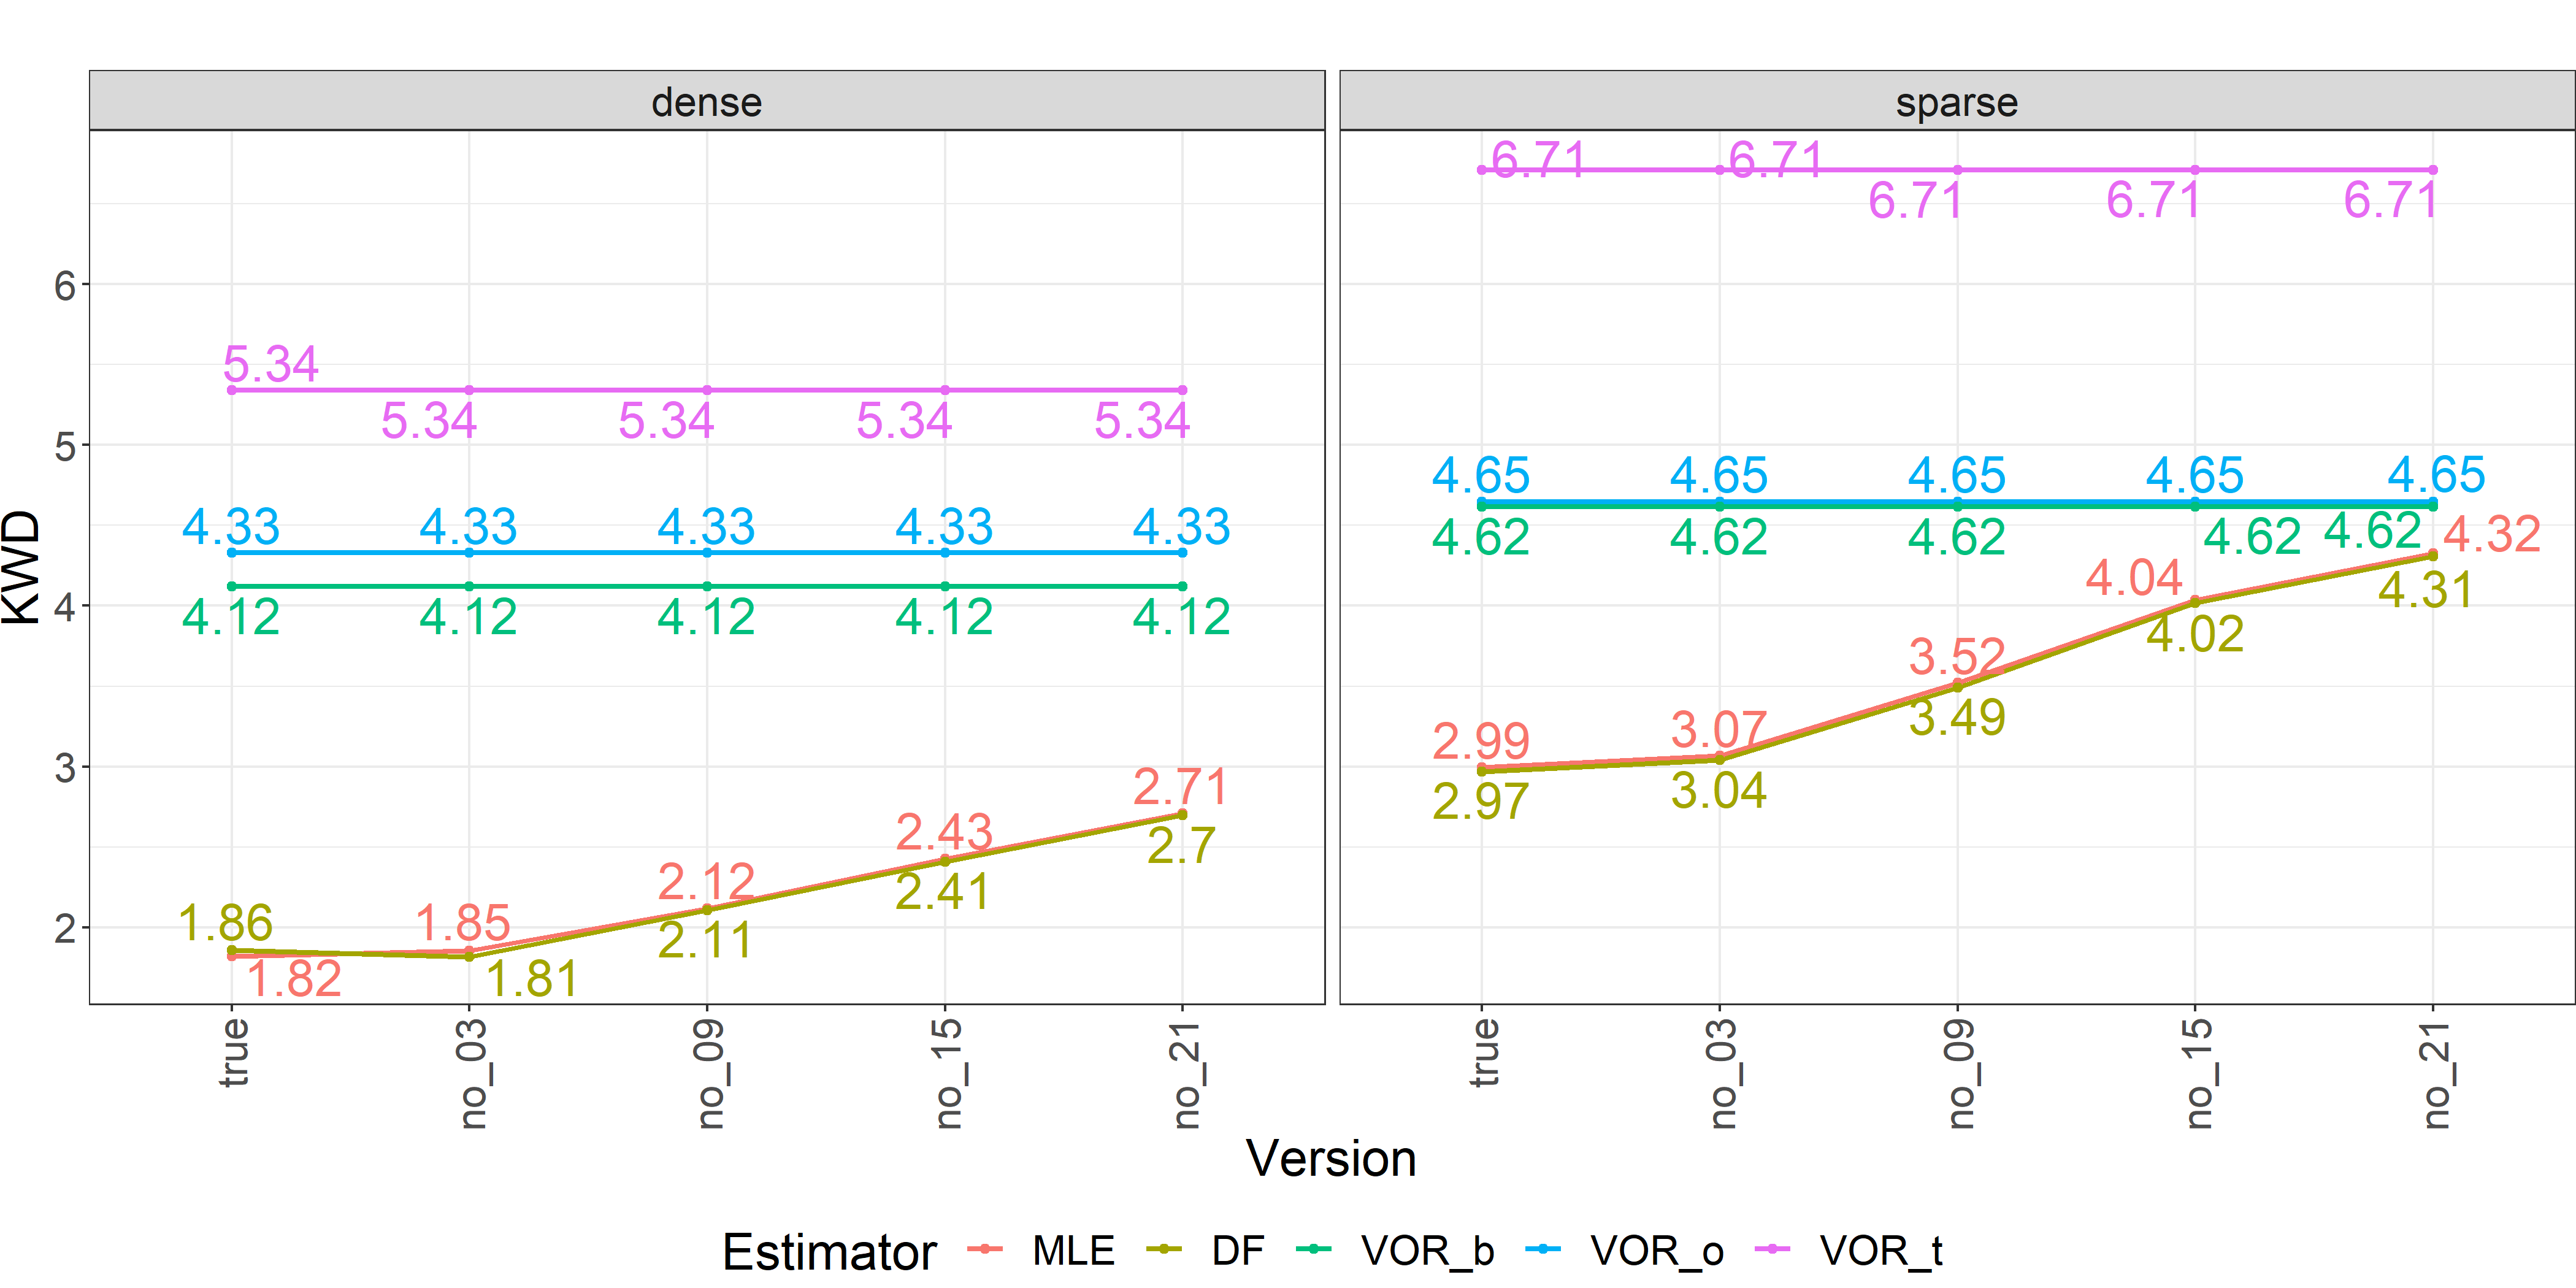 dense
sparse
KWD
6
5
4
3
2
5.34
5.34 5.34 5.34 5.34
4.33 4.33 4.33 4.33 4.33
4.12 4.12 4.12 4.12 4.12
2.71
2.43
2.7
2.12
2.41
1.86 1.85
2.11
1.82 1.81
6.71 6.71
6.71 6.71 6.71
4.65 4.65 4.65 4.65 4.65
4.62 4.62 4.62 4.62 4.62 4.32
4.04 4.31
4.02
3.52
3.49
2.99 3.07
2.97 3.04
true no_03 no_09 no_15 no_21
true no_03 no_09 no_15 no_21
Version
Estimator MLE DF VOR_b VOR_o VOR_t